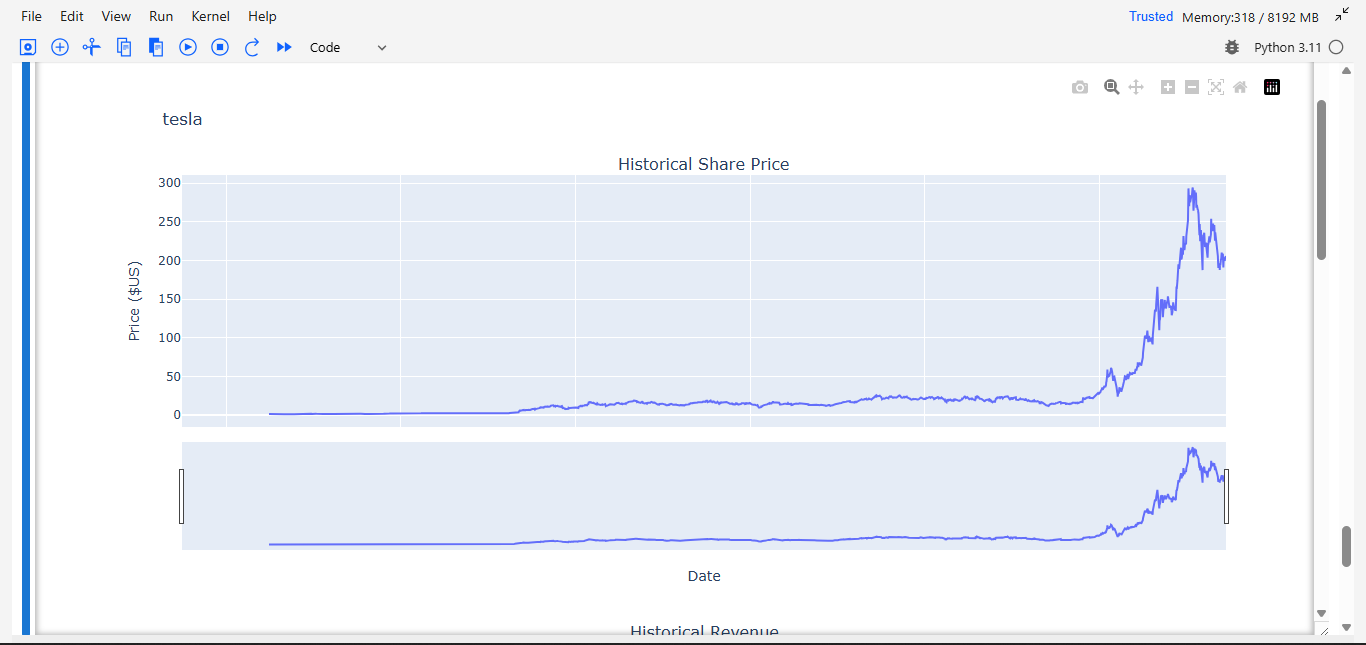 File Edit View Run Kernel Help Trusted Memory:318 / 8192 MB
Code Python 3.11
tesla
Historical Share Price
300
250
200
150
100
50
0
Price ($US)
Date
Historical Revenue